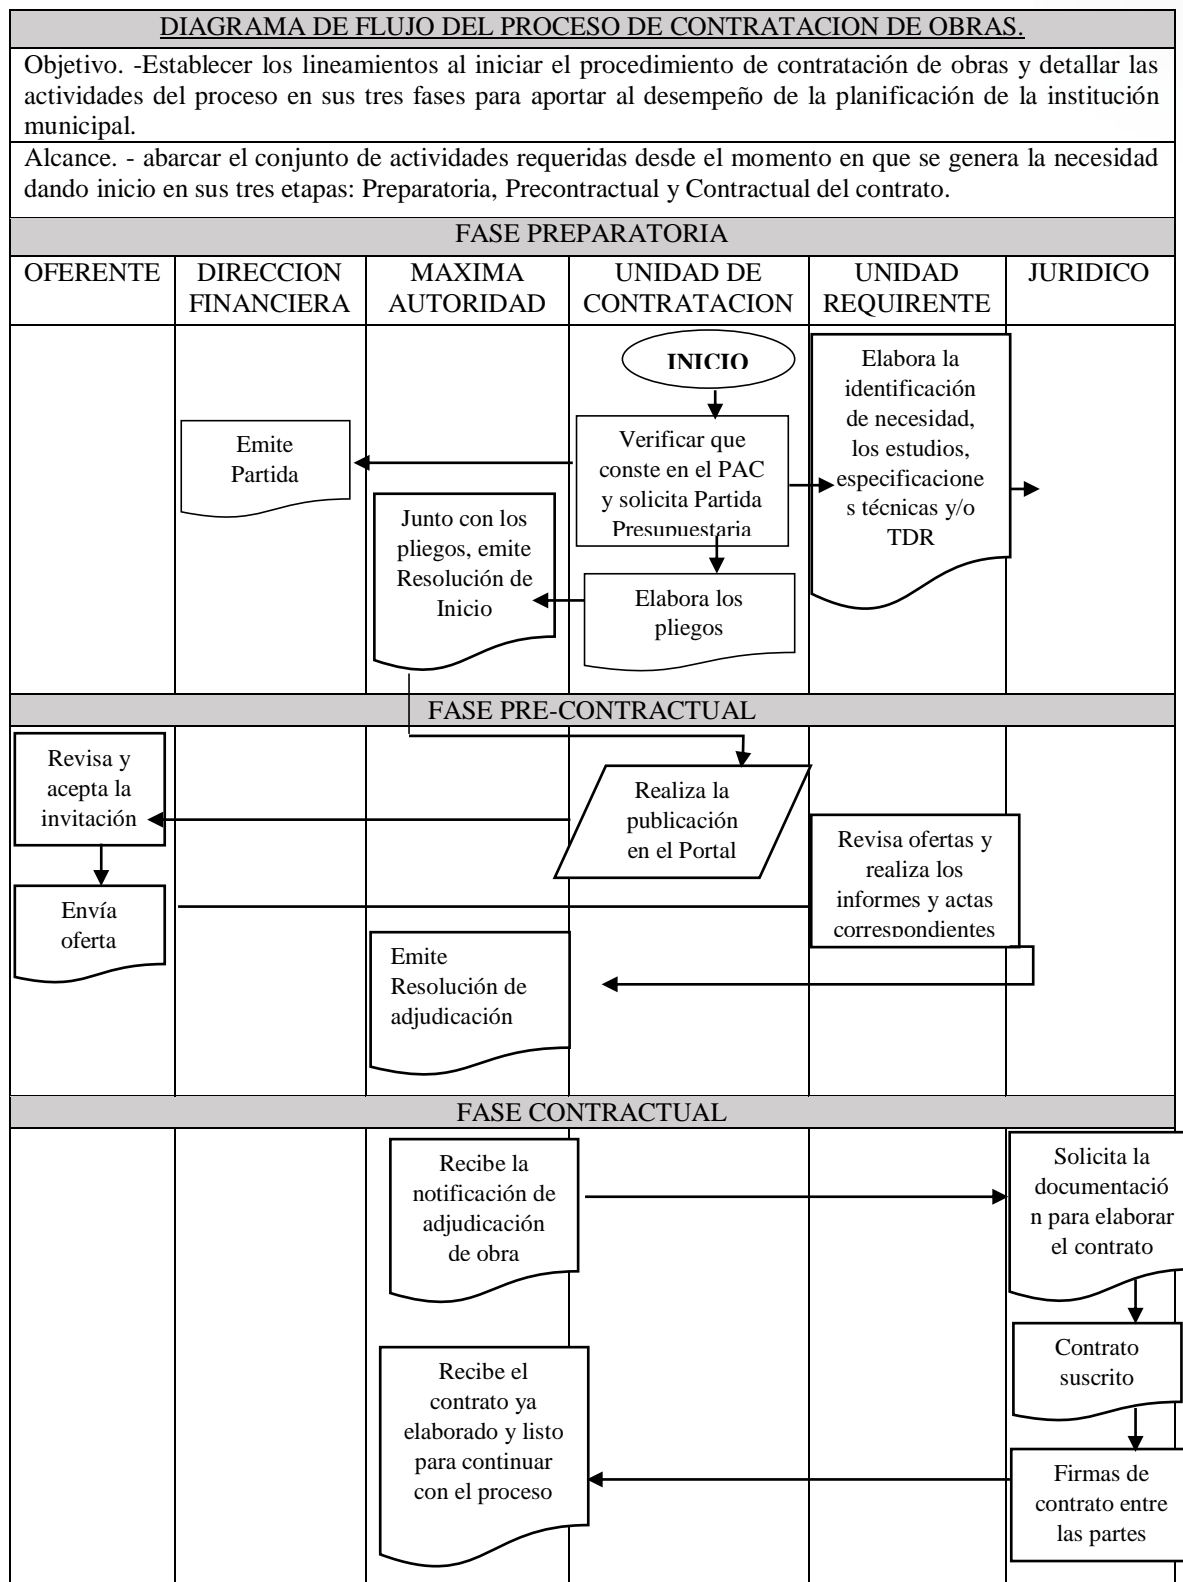 DIAGRAMA DE FLUJO DEL PROCESO DE CONTRATACION DE OBRAS.
Objetivo. -Establecer los lineamientos al iniciar el procedimiento de contratación de obras y detallar las
actividades del proceso en sus tres fases para aportar al desempeño de la planificación de la institución
municipal.
Alcance. - abarcar el conjunto de actividades requeridas desde el momento en que se genera la necesidad
dando inicio en sus tres etapas: Preparatoria, Precontractual y Contractual del contrato.
FASE PREPARATORIA
OFERENTE
DIRECCION
FINANCIERA
MAXIMA
AUTORIDAD
UNIDAD DE
CONTRATACION
UNIDAD
REQUIRENTE
JURIDICO
INICIO
Verificar que
conste en el PAC
y solicita Partida
Presupuestaria
Emite
Partida
Elabora la
identificación
de necesidad,
los estudios,
especificacione
s técnicas y/o
TDR
Elabora los
pliegos
Junto con los
pliegos, emite
Resolución de
Inicio
FASE PRE-CONTRACTUAL
Realiza la
publicación
en el Portal
Revisa y
acepta la
invitación
Envía
oferta
Revisa ofertas y
realiza los
informes y actas
correspondientes
Emite
Resolución de
adjudicación
FASE CONTRACTUAL
Recibe la
notificación de
adjudicación
de obra
Solicita la
documentació
n para elaborar
el contrato
Contrato
suscrito
Firmas de
contrato entre
las partes
Recibe el
contrato ya
elaborado y listo
para continuar
con el proceso